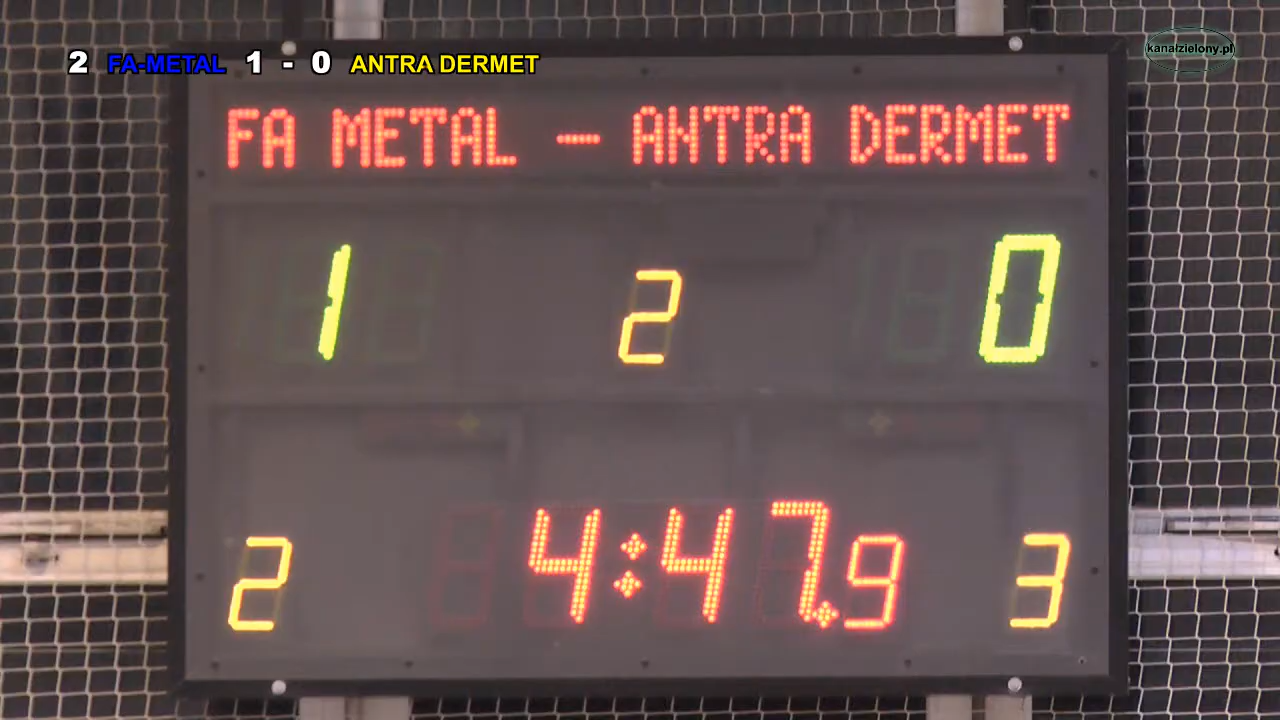 2 FA-METAL 1 - 0 ANTRA DERMET
kanalzielony.pl
FA METAL - ANTRA DERMET
1 2 0
2 4:47.9 3